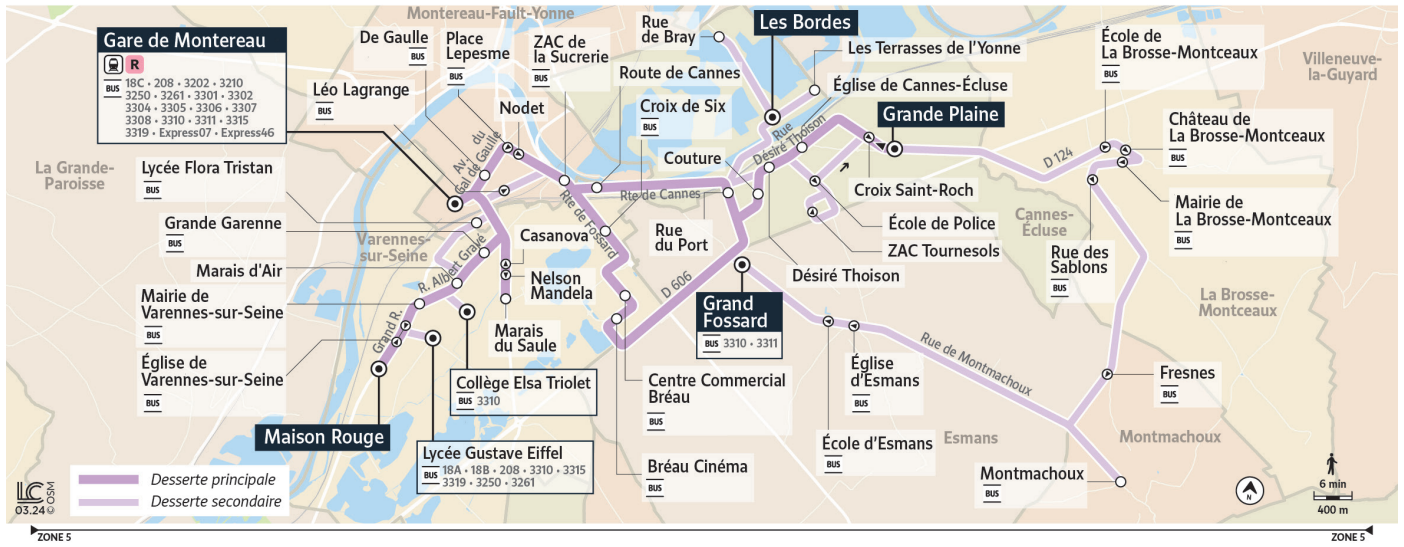 Montereau-Fault-Yonne
Gare de Montereau
R
BUS
18C • 208 • 3202 • 3210
3250 • 3261 • 3301 • 3302
3304 • 3305 • 3306 • 3307
3308 • 3310 • 3311 • 3315
3319 • Express07 • Express46
De Gaulle
BUS
Place
Lepesme
BUS
ZAC de
la Sucrerie
BUS
Rue
de Bray
Les Bordes
Les Terrasses de l'Yonne
École de
La Brosse-Montceaux
BUS
Villeneuve-
la-Guyard
Léo Lagrange
BUS
Nodet
Route de Cannes
Croix de Six
BUS
Église de Cannes-Écluse
Grande Plaine
Château de
La Brosse-Montceaux
BUS
La Grande-
Paroisse
Lycée Flora Tristan
BUS
Av. du
Gal de Gaulle
Couture
Rue
Désiré Thoison
D 124
Croix Saint-Roch
Rte de Cannes
Rte de Fossard
Mairie de
La Brosse-Montceaux
BUS
Grande Garenne
BUS
Varennes-
sur-Seine
Casanova
Rue
du Port
École de Police
Cannes-
Écluse
ZAC Tournesols
Rue des
Sablons
BUS
Marais d'Air
R. Albert Gravé
Nelson
Mandela
D 606
Désiré Thoison
Mairie de
Varennes-sur-Seine
BUS
Grand R.
Marais
du Saule
Grand
Fossard
BUS
3310 • 3311
La Brosse-
Montceaux
Église de
Varennes-sur-Seine
BUS
Rue de Montmachoux
Collège Elsa Triolet
BUS
3310
Centre Commercial
Bréau
BUS
Église
d'Esmans
BUS
Fresnes
BUS
Maison Rouge
Lycée Gustave Eiffel
BUS
18A • 18B • 208 • 3310 • 3315
3319 • 3250 • 3261
Bréau Cinéma
BUS
École d'Esmans
BUS
Esmans
Montmachoux
Montmachoux
BUS
Desserte principale
Desserte secondaire
LC
03.24 © OSM
N
6 min
400 m
ZONE 5
ZONE 5